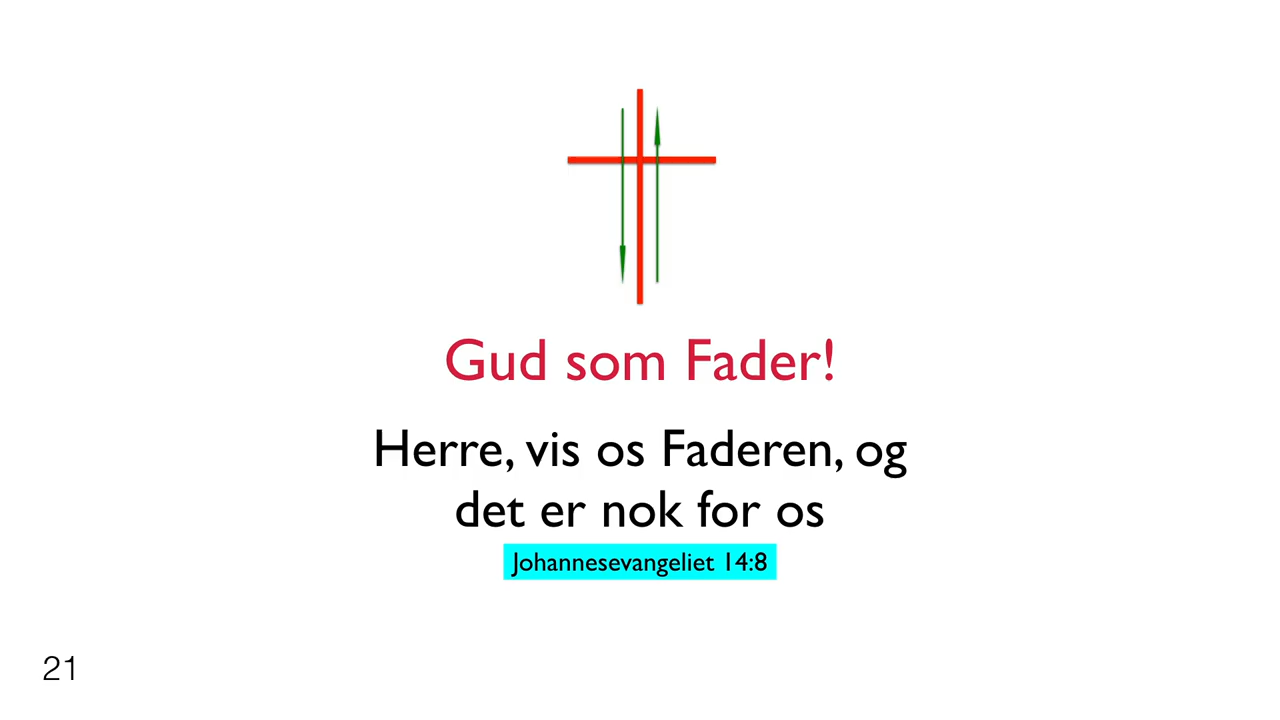 Gud som Fader!
Herre, vis os Faderen, og
det er nok for os
Johannesevangeliet 14:8
21